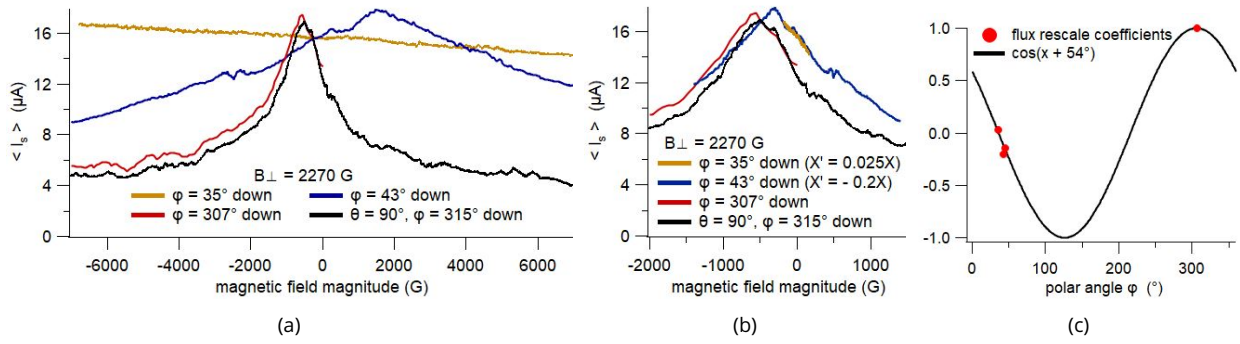 16
12
8
4
0
< Is > (µA)
B⊥ = 2270 G
φ = 35° down
φ = 43° down
φ = 307° down
θ = 90°, φ = 315° down
-6000 -4000 -2000 0 2000 4000 6000
magnetic field magnitude (G)
(a)
16
12
8
4
0
< Is > (µA)
B⊥ = 2270 G
φ = 35° down (X' = 0.025X)
φ = 43° down (X' = - 0.2X)
φ = 307° down
θ = 90°, φ = 315° down
-2000 -1000 0 1000
magnetic field magnitude (G)
(b)
1.0
0.5
0.0
-0.5
-1.0
flux rescale coefficients
cos(x + 54°)
0 100 200 300
polar angle φ (°)
(c)